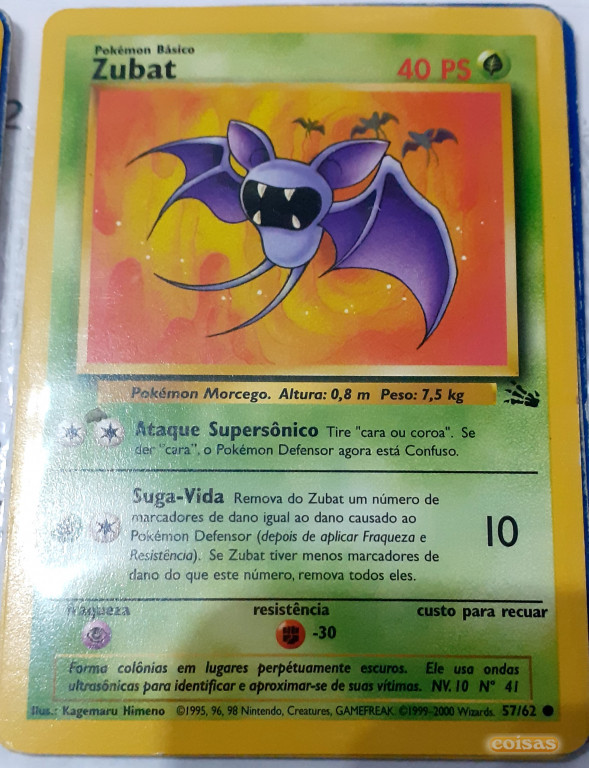 Pokémon Básico
Zubat
40 PS
Pokémon Morcego. Altura: 0,8 m Peso: 7,5 kg
Ataque Supersônico Tire "cara ou coroa". Se
der "cara", o Pokémon Defensor agora está Confuso.
Suga-Vida Remova do Zubat um número de
marcadores de dano igual ao dano causado ao
Pokémon Defensor (depois de aplicar Fraqueza e
Resistência). Se Zubat tiver menos marcadores de
dano do que este número, remova todos eles.
10
fraqueza resistência custo para recuar
-30
Forma colônias em lugares perpétuamente escuros. Ele usa ondas
ultrasônicas para identificar e aproximar-se de suas vítimas. NV. 10 Nº 41
Ilus.: Kagemaru Himeno ©1995, 96, 98 Nintendo, Creatures, GAMEFREAK. ©1999-2000 Wizards. 57/62
coisas